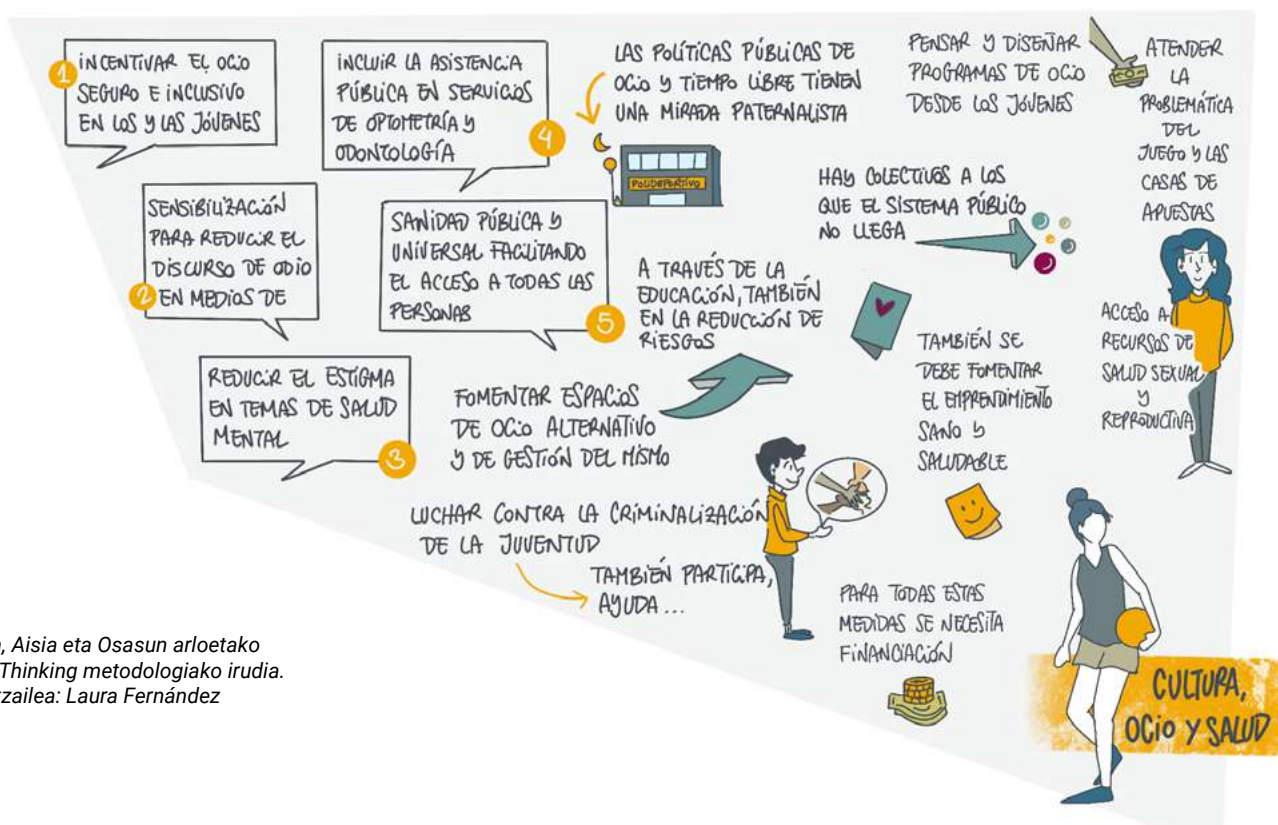 1
INCENTIVAR EL OCIO
SEGURO E INCLUSIVO
EN LOS Y LAS JÓVENES
2
SENSIBILIZACIÓN
PARA REDUCIR EL
DISCURSO DE ODIO
EN MEDIOS DE
3
REDUCIR EL ESTIGMA
EN TEMAS DE SALUD
MENTAL
4
INCLUIR LA ASISTENCIA
PÚBLICA EN SERVICIOS
DE OPTOMETRÍA Y
ODONTOLOGÍA
5
SANIDAD PÚBLICA Y
UNIVERSAL FACILITANDO
EL ACCESO A TODAS LAS
PERSONAS
LAS POLÍTICAS PÚBLICAS DE
OCIO Y TIEMPO LIBRE TIENEN
UNA MIRADA PATERNALISTA
POLIDEPORTIVO
PENSAR Y DISEÑAR
PROGRAMAS DE OCIO
DESDE LOS JÓVENES
ATENDER
LA
PROBLEMÁTICA
DEL
JUEGO Y LAS
CASAS DE
APUESTAS
HAY COLECTIVOS A LOS
QUE EL SISTEMA PÚBLICO
NO LLEGA
A TRAVÉS DE LA
EDUCACIÓN, TAMBIÉN
EN LA REDUCCIÓN DE
RIESGOS
FOMENTAR ESPACIOS
DE OCIO ALTERNATIVO
Y DE GESTIÓN DEL MISMO
TAMBIÉN SE
DEBE FOMENTAR
EL EMPRENDIMIENTO
SANO Y
SALUDABLE
ACCESO A
RECURSOS DE
SALUD SEXUAL
Y
REPRODUCTIVA
LUCHAR CONTRA LA CRIMINALIZACIÓN
DE LA JUVENTUD
TAMBIÉN PARTICIPA,
AYUDA...
PARA TODAS ESTAS
MEDIDAS SE NECESITA
FINANCIACIÓN
CULTURA,
OCIO Y SALUD
, Aisia eta Osasun arloetako
Thinking metodologiako irudia.
Laura Fernández